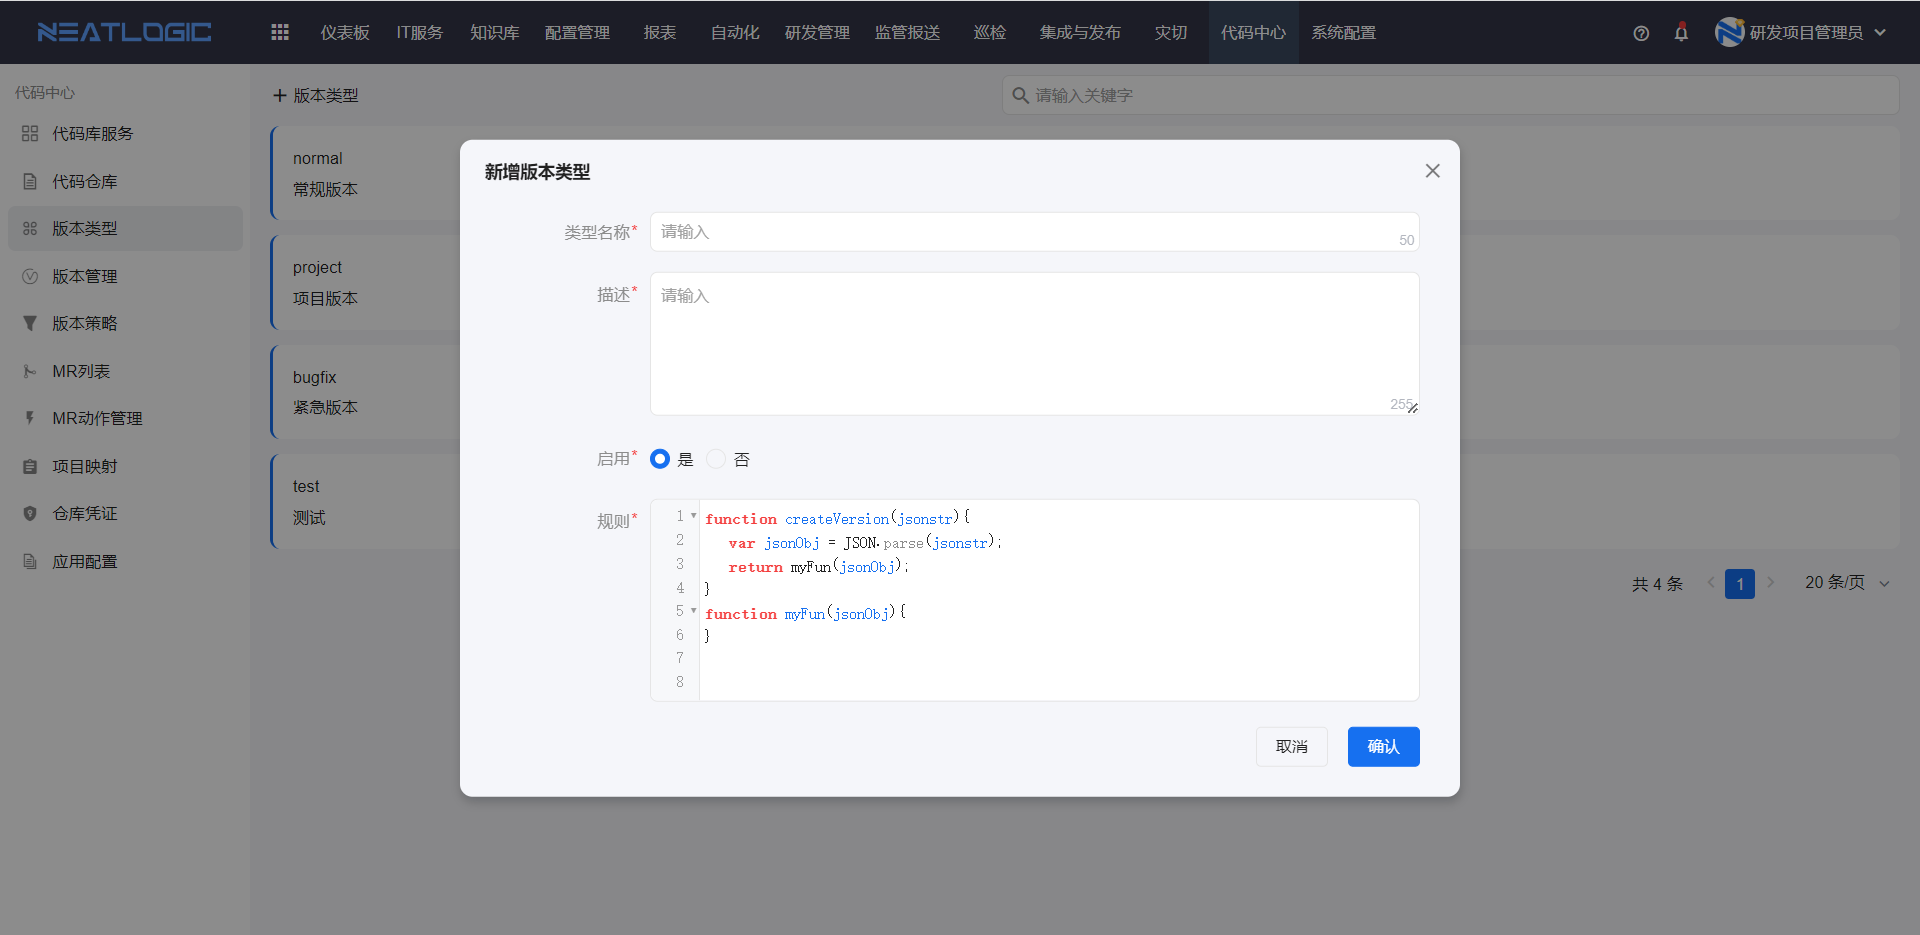 NEATLOGIC
仪表板 IT服务 知识库 配置管理 报表 自动化 研发管理 监管报送 巡检 集成与发布 灾切 代码中心 系统配置
研发项目管理员
代码中心
代码库服务
代码仓库
版本类型
版本管理
版本策略
MR列表
MR动作管理
项目映射
仓库凭证
应用配置
版本类型
请输入关键字
normal
常规版本
project
项目版本
bugfix
紧急版本
test
测试
共 4 条 1 20 条/页
新增版本类型
类型名称* 请输入 50
描述* 请输入 255
启用* 是 否
规则*
1 function createVersion(jsonstr){
2 var jsonObj = JSON.parse(jsonstr);
3 return myFun(jsonObj);
4 }
5 function myFun(jsonObj){
6 }
7
8
取消 确认